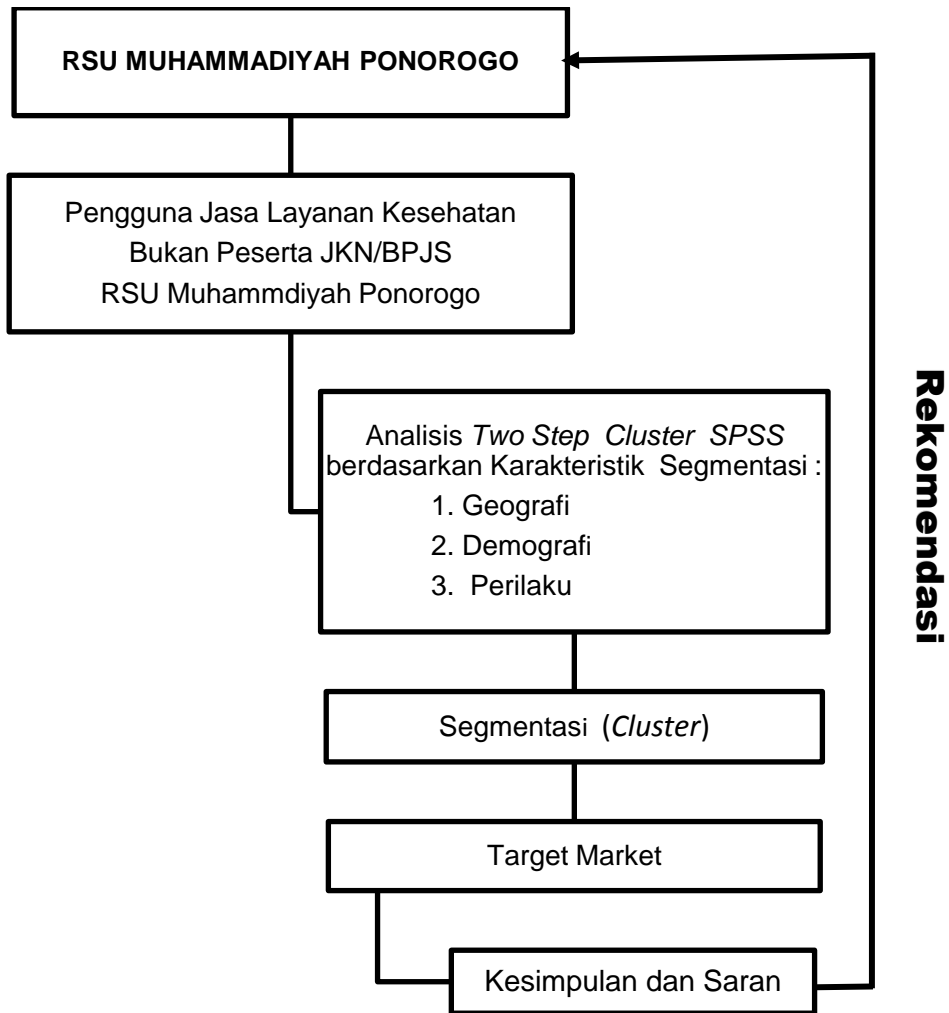 RSU MUHAMMADIYAH PONOROGO
Pengguna Jasa Layanan Kesehatan
Bukan Peserta JKN/BPJS
RSU Muhammdiyah Ponorogo
Analisis Two Step Cluster SPSS
berdasarkan Karakteristik Segmentasi :
1. Geografi
2. Demografi
3. Perilaku
Segmentasi (Cluster)
Target Market
Kesimpulan dan Saran
Rekomendasi